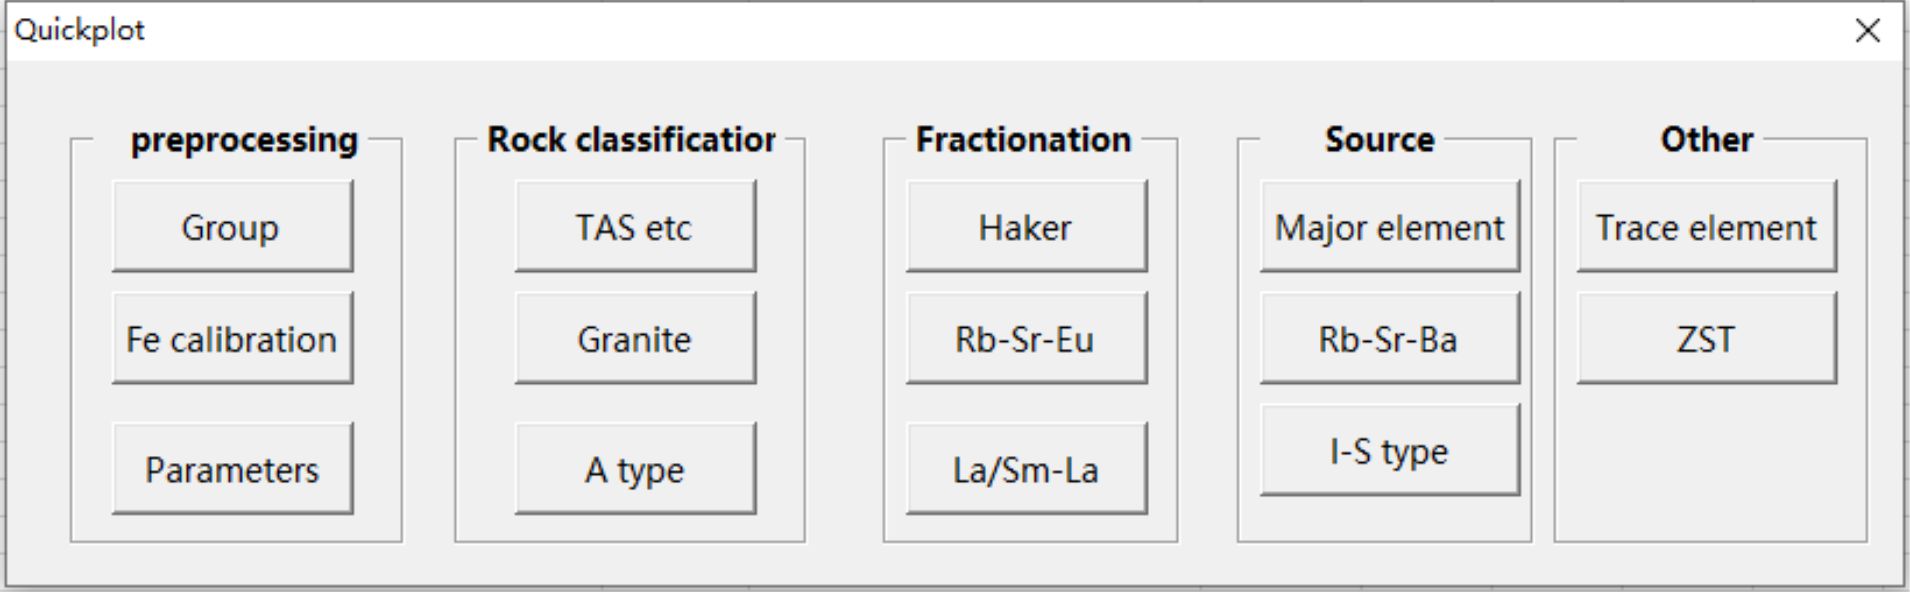 Quickplot
preprocessing
Group
Fe calibration
Parameters
Rock classification
TAS etc
Granite
A type
Fractionation
Haker
Rb-Sr-Eu
La/Sm-La
Source
Major element
Rb-Sr-Ba
I-S type
Other
Trace element
ZST